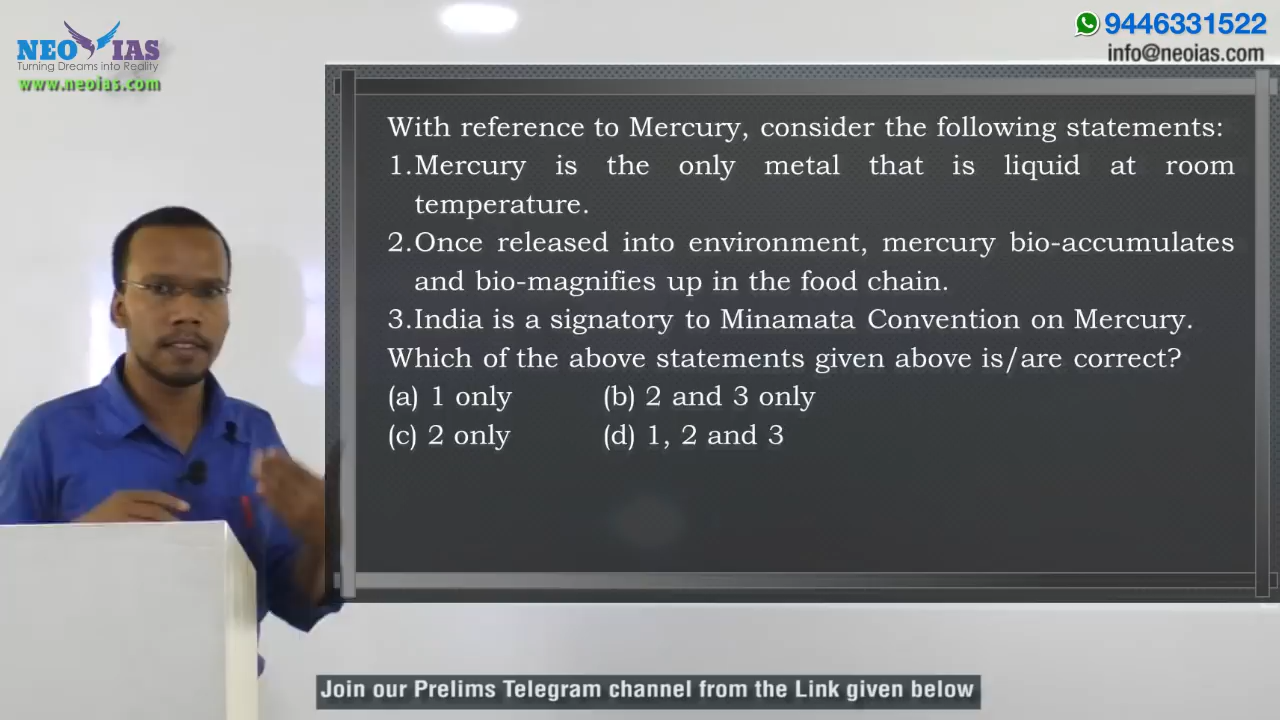 NEO IAS
Turning Dreams into Reality
www.neoias.com
9446331522
info@neoias.com
With reference to Mercury, consider the following statements:
1.Mercury is the only metal that is liquid at room
temperature.
2.Once released into environment, mercury bio-accumulates
and bio-magnifies up in the food chain.
3.India is a signatory to Minamata Convention on Mercury.
Which of the above statements given above is/are correct?
(a) 1 only (b) 2 and 3 only
(c) 2 only (d) 1, 2 and 3
Join our Prelims Telegram channel from the Link given below